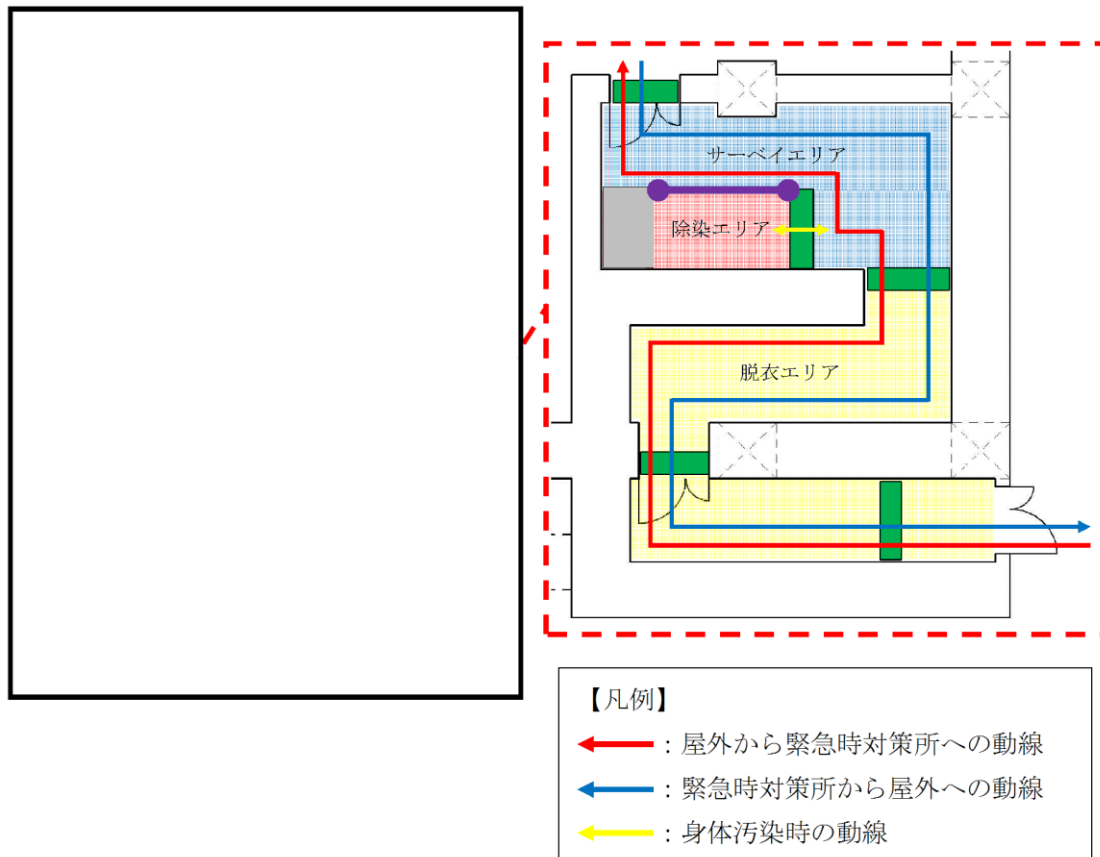 サーベイエリア
除染エリア
脱衣エリア
【凡例】
：屋外から緊急時対策所への動線
：緊急時対策所から屋外への動線
：身体汚染時の動線